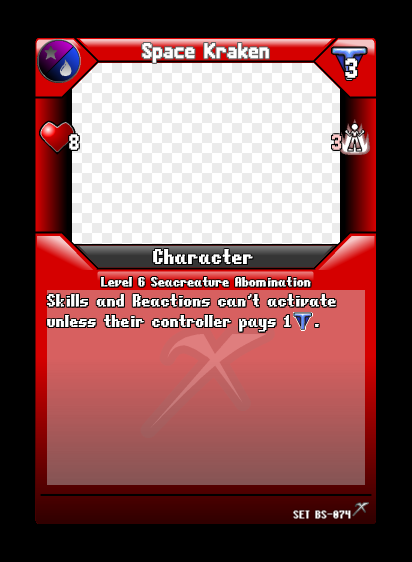 Space Kraken
3
8
3
Character
Level 6 Seacreature Abomination
Skills and Reactions can't activate
unless their controller pays 1.
SET BS-074